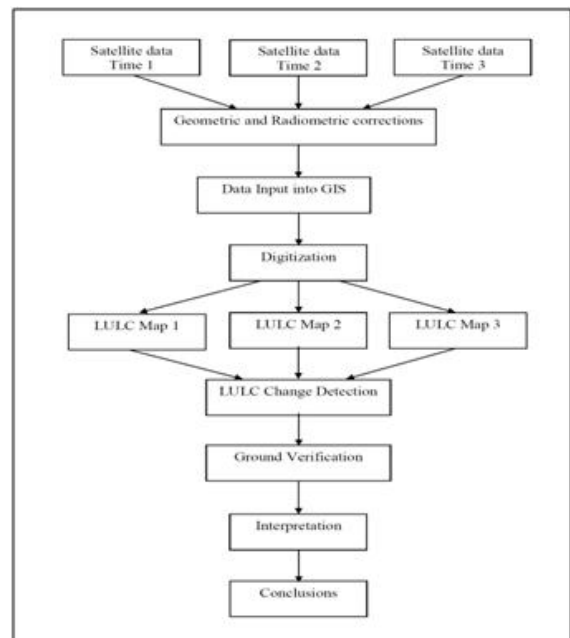 Satellite data
Time 1
Satellite data
Time 2
Satellite data
Time 3
Geometric and Radiometric corrections
Data Input into GIS
Digitization
LULC Map 1
LULC Map 2
LULC Map 3
LULC Change Detection
Ground Verification
Interpretation
Conclusions